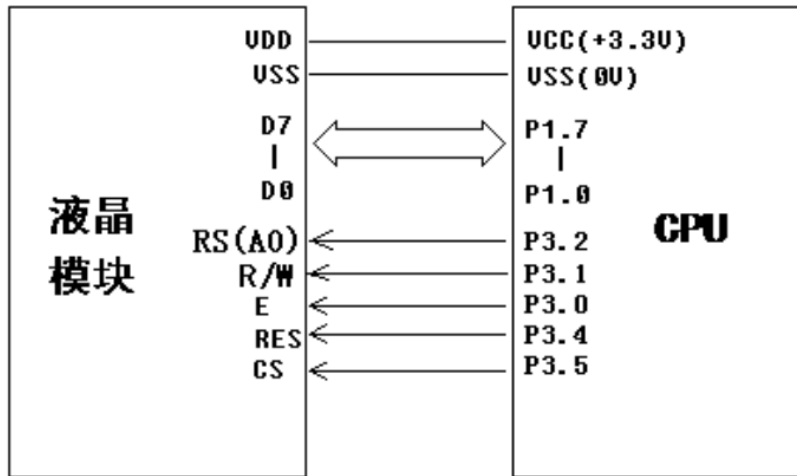 VDD VCC(+3.3V)
VSS VSS(0V)
D7 P1.7
D0 P1.0
液晶
模块
CPU
RS(A0) P3.2
R/W P3.1
E P3.0
RES P3.4
CS P3.5